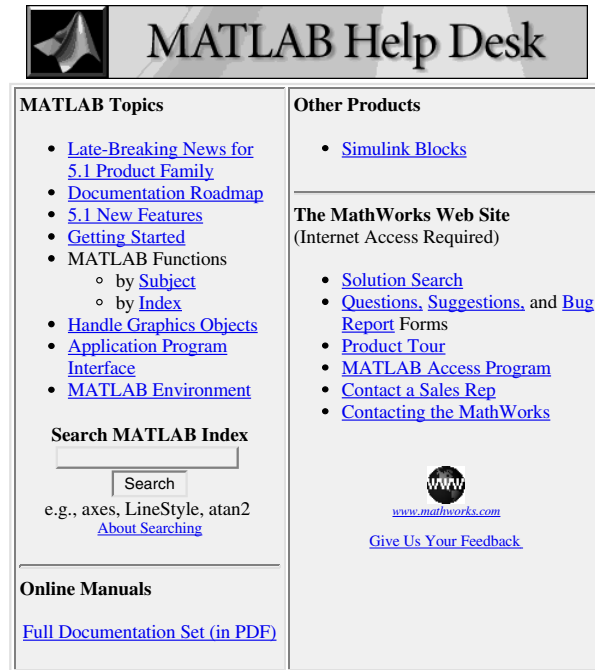 MATLAB Help Desk
MATLAB Topics
Late-Breaking News for
5.1 Product Family
Documentation Roadmap
5.1 New Features
Getting Started
MATLAB Functions
by Subject
by Index
Handle Graphics Objects
Application Program
Interface
MATLAB Environment
Search MATLAB Index
Search
e.g., axes, LineStyle, atan2
About Searching
Online Manuals
Full Documentation Set (in PDF)
Other Products
Simulink Blocks
The MathWorks Web Site
(Internet Access Required)
Solution Search
Questions, Suggestions, and Bug
Report Forms
Product Tour
MATLAB Access Program
Contact a Sales Rep
Contacting the MathWorks
www
www.mathworks.com
Give Us Your Feedback